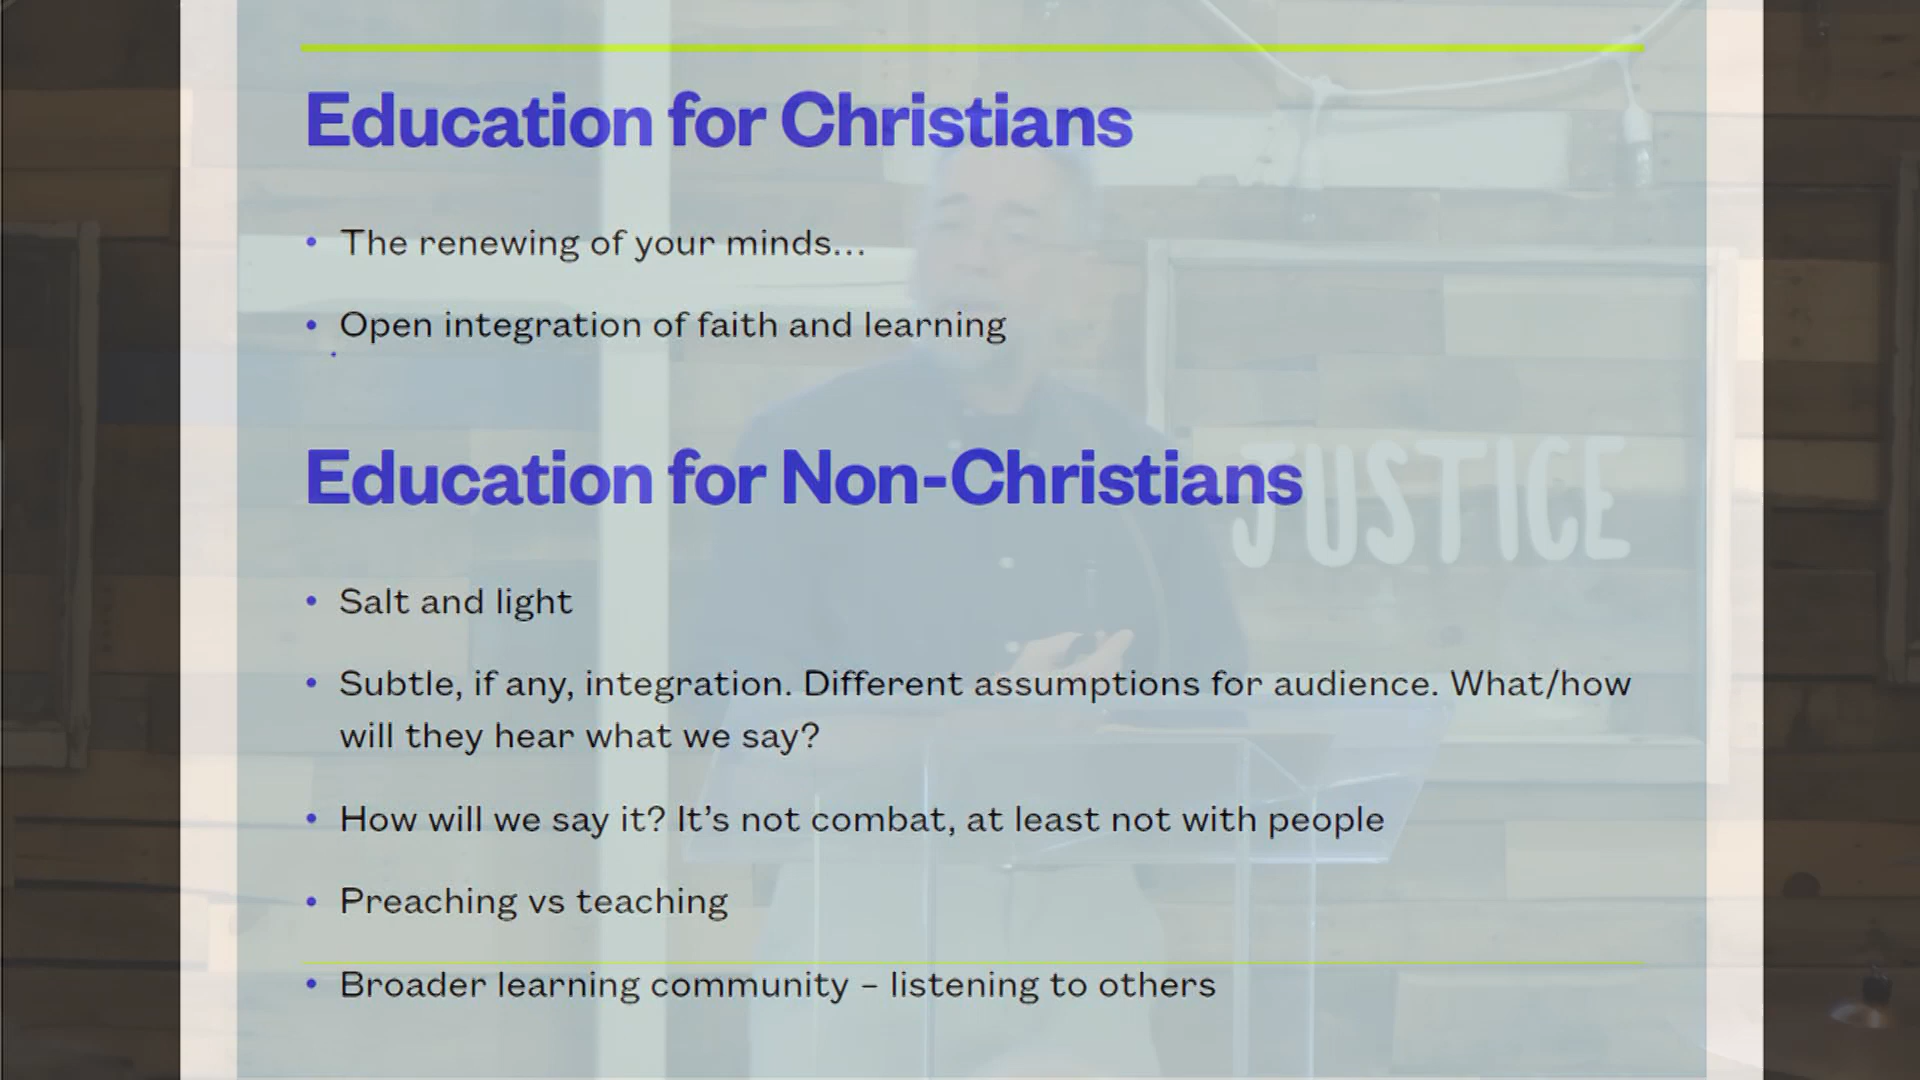 Education for Christians
• The renewing of your minds...
• Open integration of faith and learning
Education for Non-Christians
JUSTICE
• Salt and light
• Subtle, if any, integration. Different assumptions for audience. What/how
will they hear what we say?
• How will we say it? It’s not combat, at least not with people
• Preaching vs teaching
• Broader learning community – listening to others